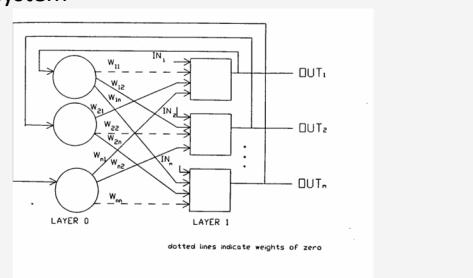 system
IN₁
W₁₁
OUT₁
W₁₂
W₁ₙ
W₂₁
IN₂
W₂₂
OUT₂
W₂ₙ
Wₙ₁
Wₙ₂
INₙ
OUTₙ
Wₙₙ
LAYER 0
LAYER 1
dotted lines indicate weights of zero